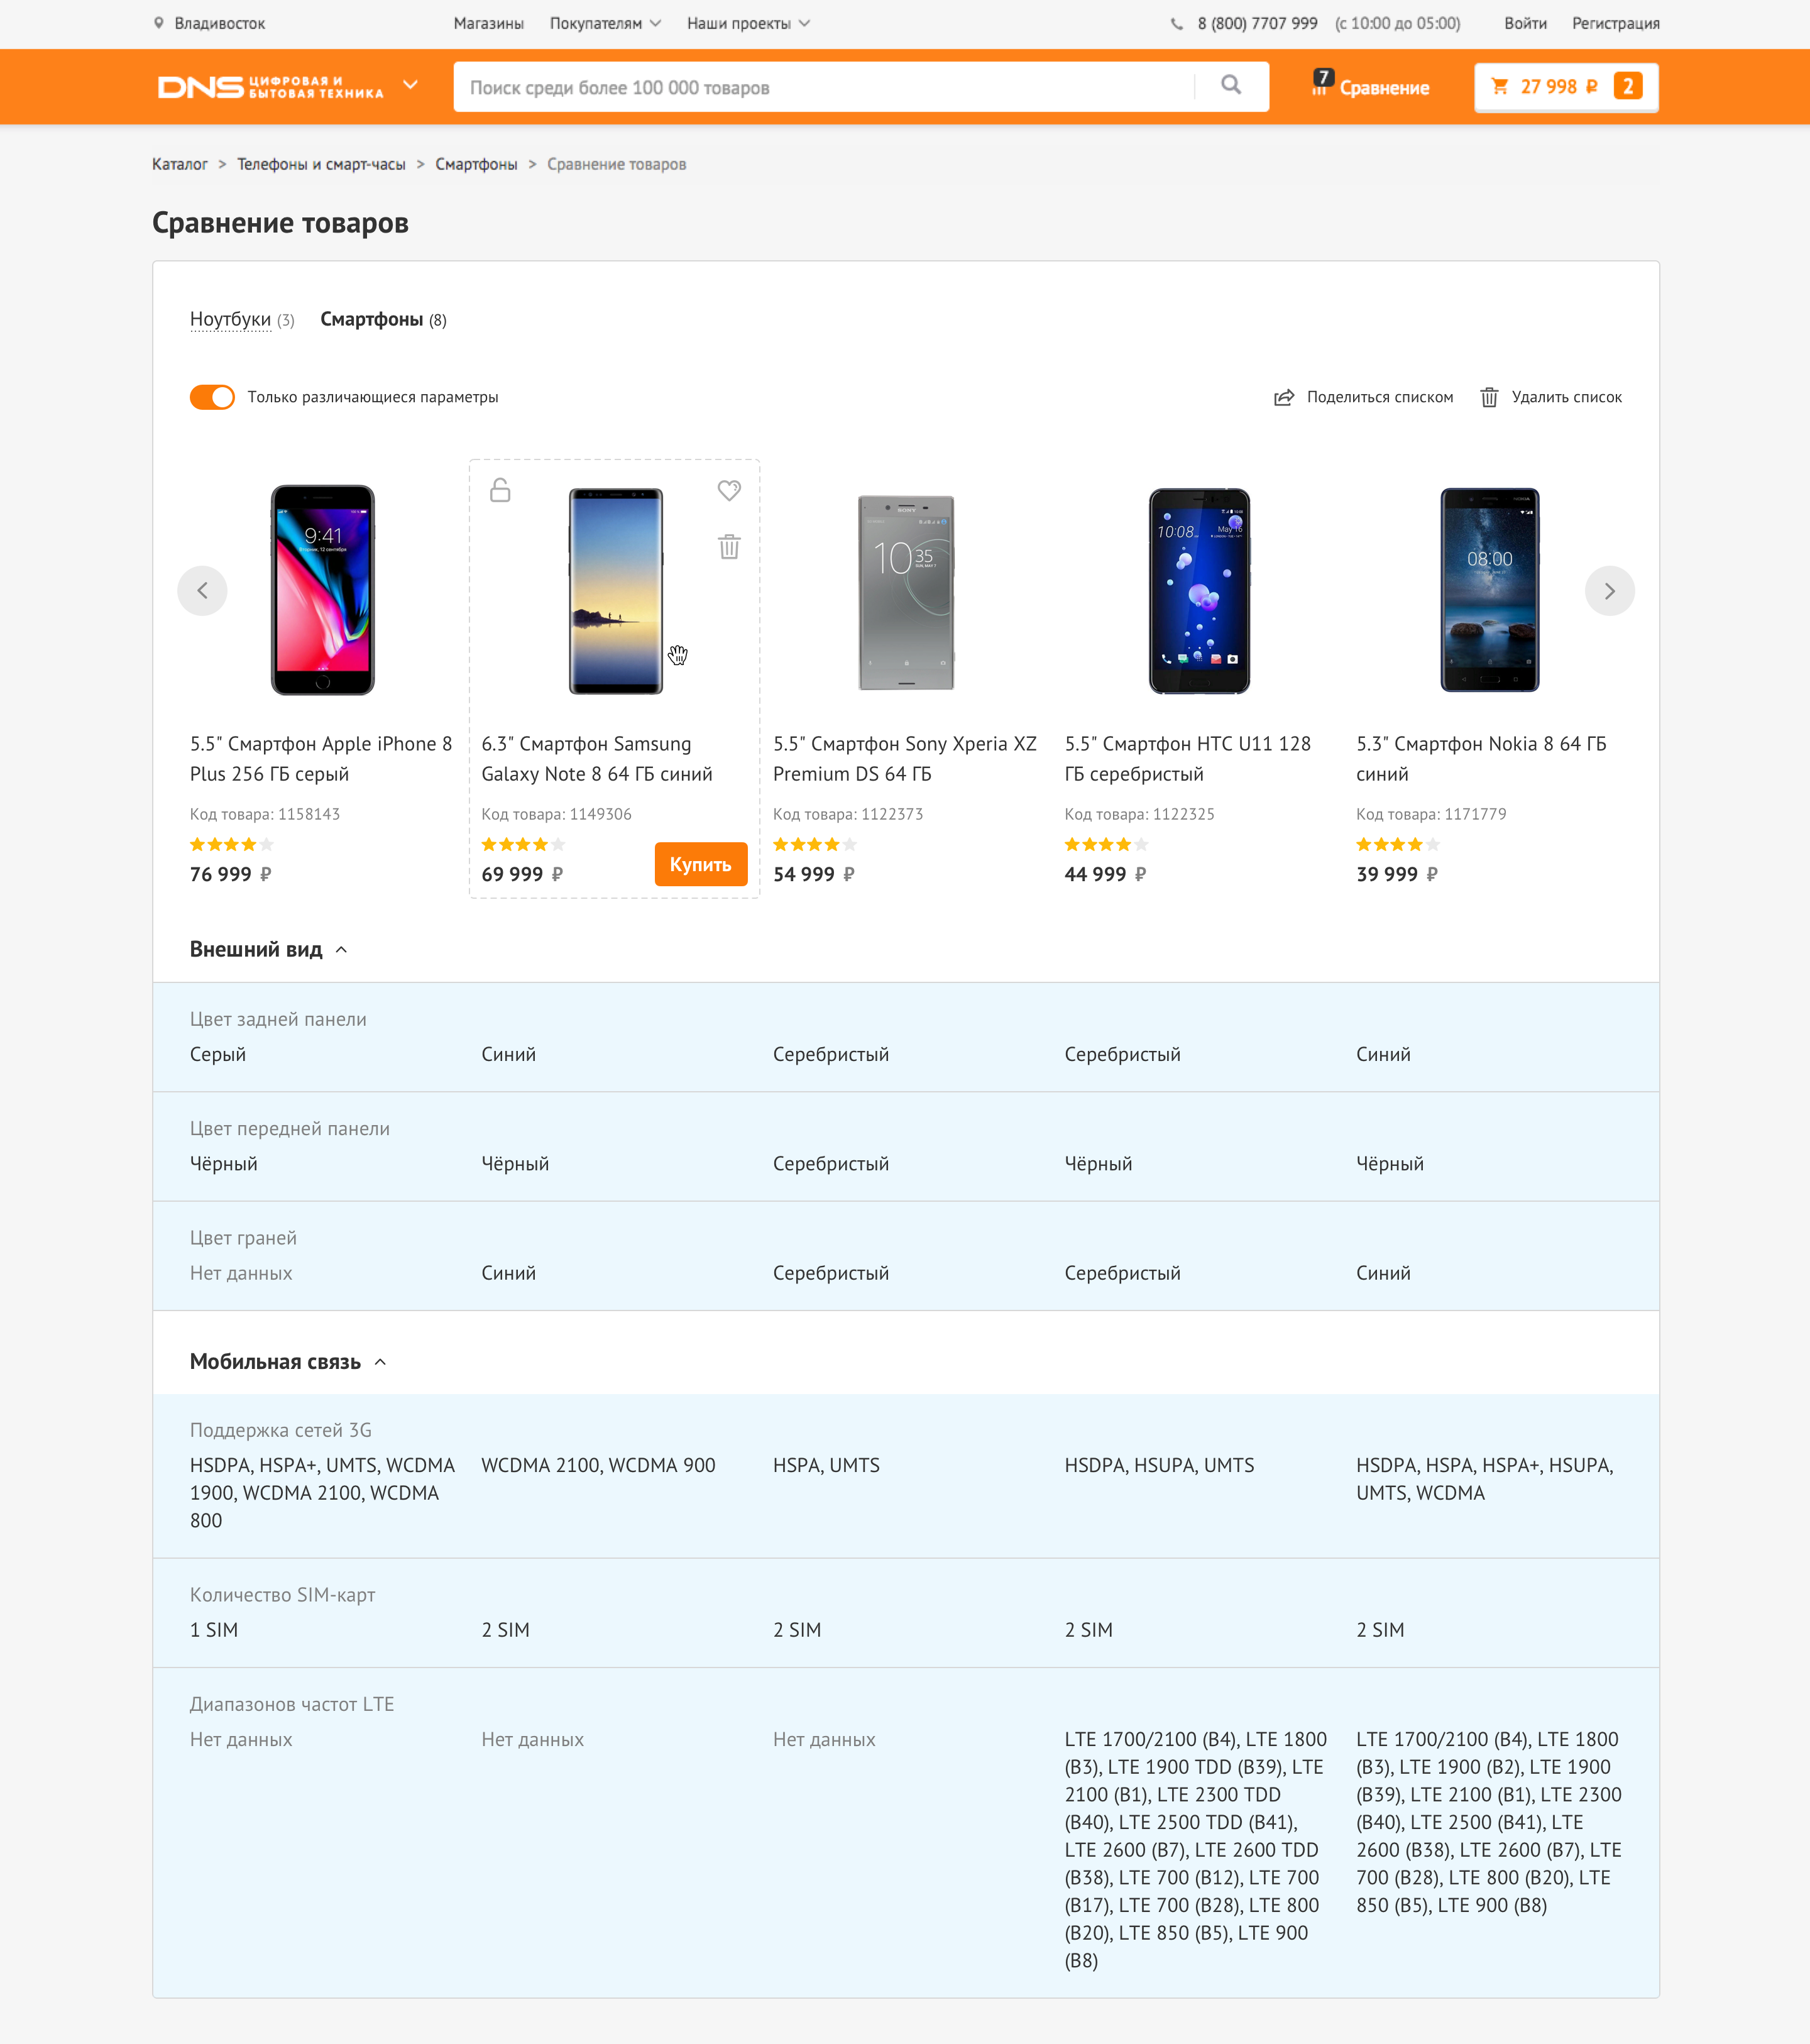 Владивосток
Магазины
Покупателям
Наши проекты
8 (800) 7707 999
(с 10:00 до 05:00)
Войти
Регистрация
DNS ЦИФРОВАЯ И
БЫТОВАЯ ТЕХНИКА
Поиск среди более 100 000 товаров
7
Сравнение
27 998 ₽
2
Каталог > Телефоны и смарт-часы > Смартфоны > Сравнение товаров
Сравнение товаров
Ноутбуки (3)
Смартфоны (8)
Только различающиеся параметры
Поделиться списком
Удалить список
9:41
10 35
SONY
10:08
May 16
NOKIA
08:00
5.5" Смартфон Apple iPhone 8
Plus 256 ГБ серый
Код товара: 1158143
76 999 ₽
6.3" Смартфон Samsung
Galaxy Note 8 64 ГБ синий
Код товара: 1149306
69 999 ₽
Купить
5.5" Смартфон Sony Xperia XZ
Premium DS 64 ГБ
Код товара: 1122373
54 999 ₽
5.5" Смартфон HTC U11 128
ГБ серебристый
Код товара: 1122325
44 999 ₽
5.3" Смартфон Nokia 8 64 ГБ
синий
Код товара: 1171779
39 999 ₽
Внешний вид
Цвет задней панели
Серый
Синий
Серебристый
Серебристый
Синий
Цвет передней панели
Чёрный
Чёрный
Серебристый
Чёрный
Чёрный
Цвет граней
Нет данных
Синий
Серебристый
Серебристый
Синий
Мобильная связь
Поддержка сетей 3G
HSDPA, HSPA+, UMTS, WCDMA
1900, WCDMA 2100, WCDMA
800
WCDMA 2100, WCDMA 900
HSPA, UMTS
HSDPA, HSUPA, UMTS
HSDPA, HSPA, HSPA+, HSUPA,
UMTS, WCDMA
Количество SIM-карт
1 SIM
2 SIM
2 SIM
2 SIM
2 SIM
Диапазонов частот LTE
Нет данных
Нет данных
Нет данных
LTE 1700/2100 (B4), LTE 1800
(B3), LTE 1900 TDD (B39), LTE
2100 (B1), LTE 2300 TDD
(B40), LTE 2500 TDD (B41),
LTE 2600 (B7), LTE 2600 TDD
(B38), LTE 700 (B12), LTE 700
(B17), LTE 700 (B28), LTE 800
(B20), LTE 850 (B5), LTE 900
(B8)
LTE 1700/2100 (B4), LTE 1800
(B3), LTE 1900 (B2), LTE 1900
(B39), LTE 2100 (B1), LTE 2300
(B40), LTE 2500 (B41), LTE
2600 (B38), LTE 2600 (B7), LTE
700 (B28), LTE 800 (B20), LTE
850 (B5), LTE 900 (B8)